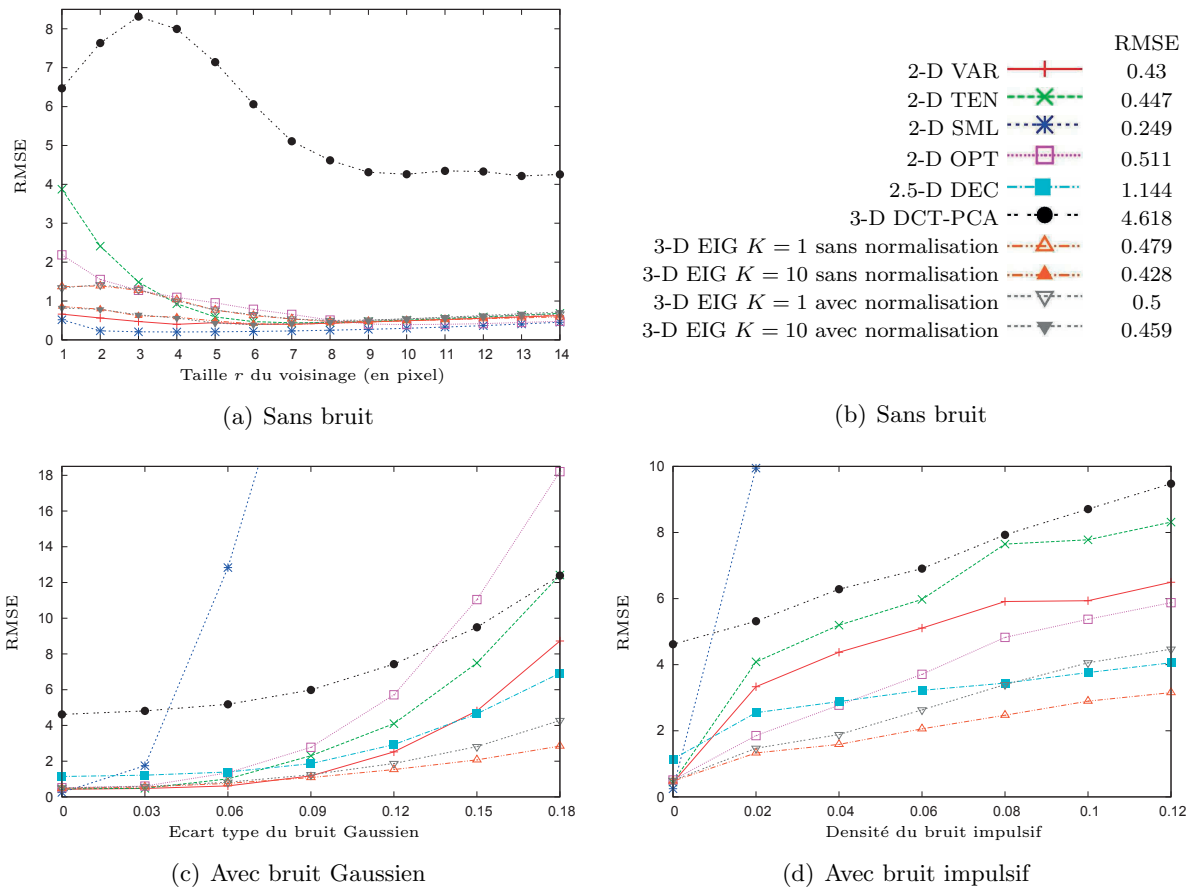 8
7
6
5
4
3
2
1
0
RMSE
1 2 3 4 5 6 7 8 9 10 11 12 13 14
Taille r du voisinage (en pixel)
(a) Sans bruit
RMSE
2-D VAR 0.43
2-D TEN 0.447
2-D SML 0.249
2-D OPT 0.511
2.5-D DEC 1.144
3-D DCT-PCA 4.618
3-D EIG K = 1 sans normalisation 0.479
3-D EIG K = 10 sans normalisation 0.428
3-D EIG K = 1 avec normalisation 0.5
3-D EIG K = 10 avec normalisation 0.459
(b) Sans bruit
18
16
14
12
10
8
6
4
2
0
RMSE
0 0.03 0.06 0.09 0.12 0.15 0.18
Ecart type du bruit Gaussien
(c) Avec bruit Gaussien
10
8
6
4
2
0
RMSE
0 0.02 0.04 0.06 0.08 0.1 0.12
Densité du bruit impulsif
(d) Avec bruit impulsif